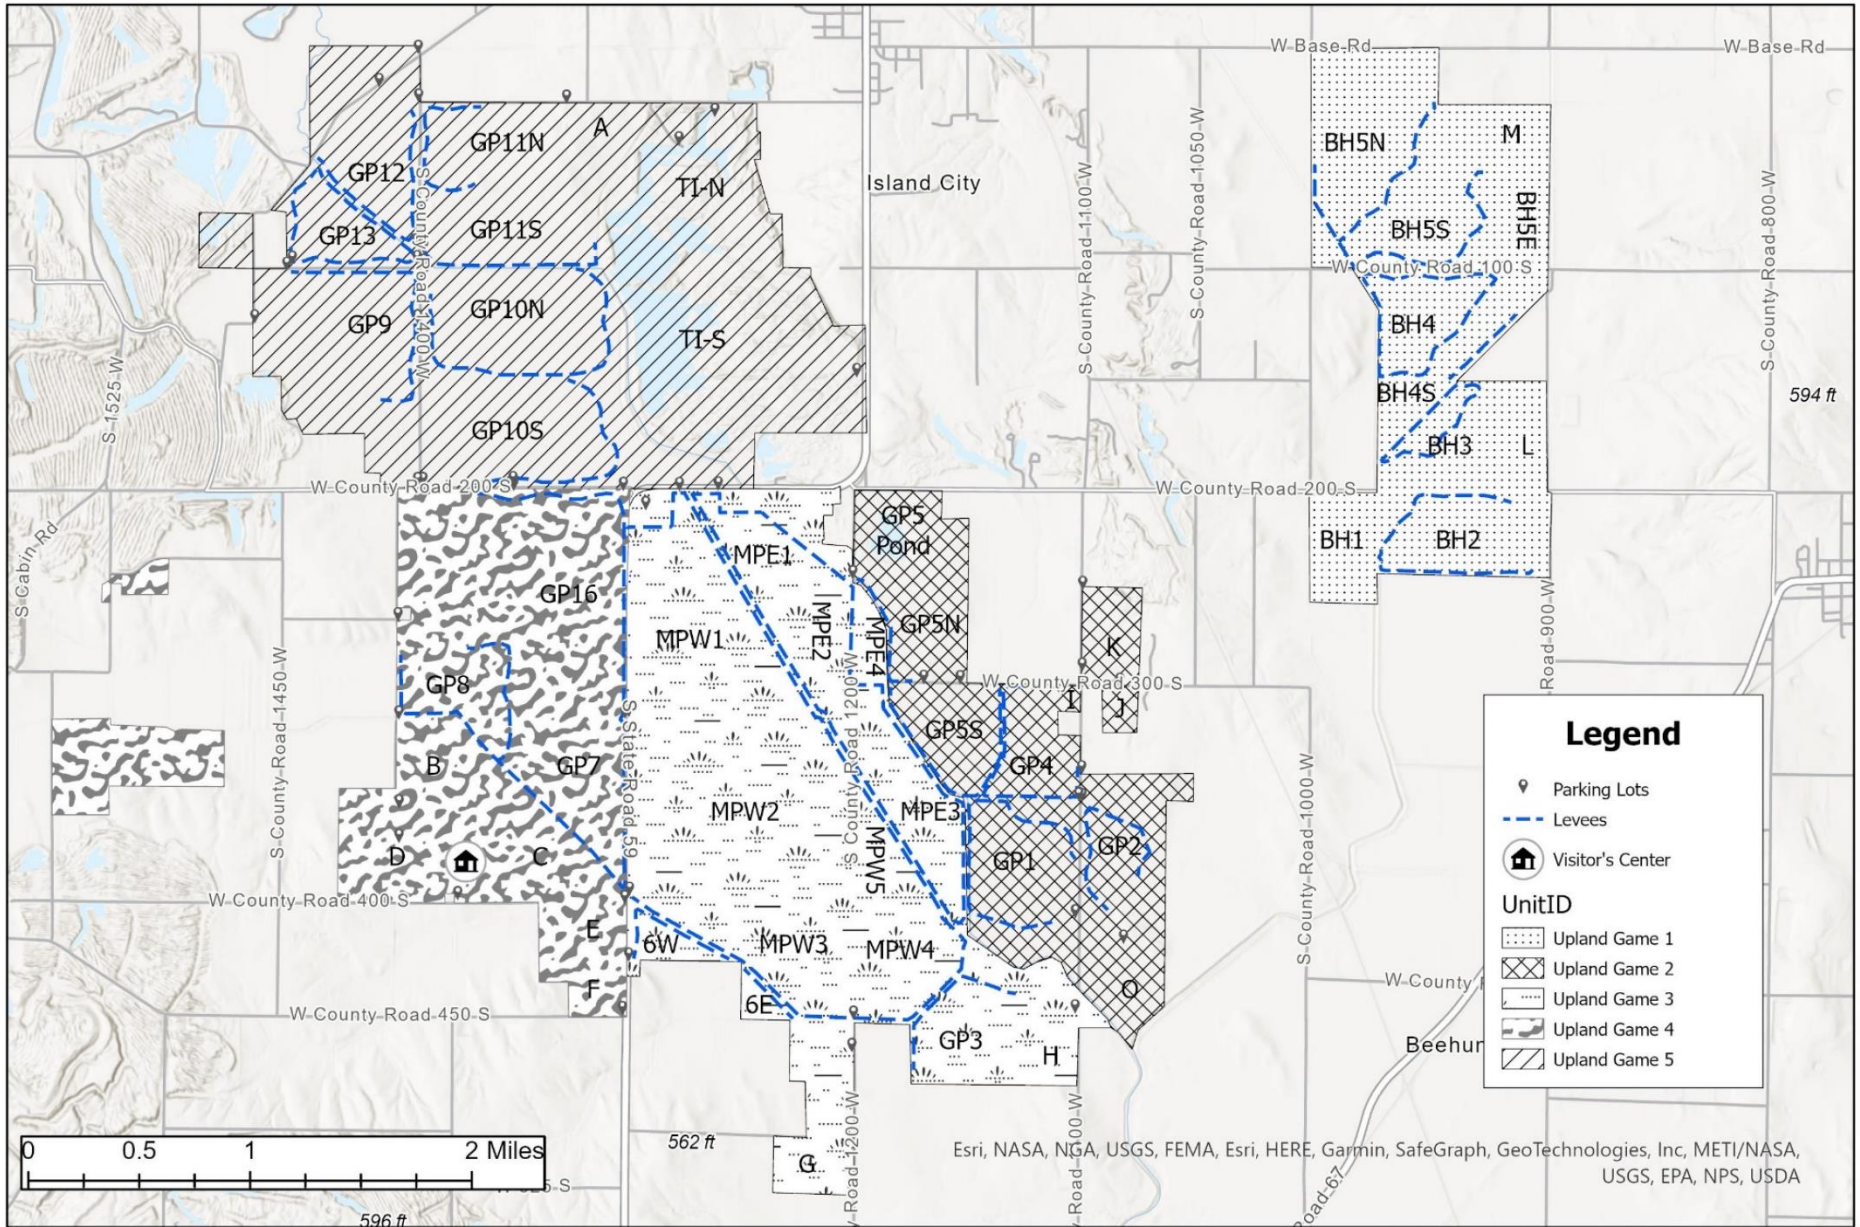 W Base Rd
W Base Rd
GP11N
A
BH5N
M
GP12
S County Road 1400 W
TI-N
Island City
S County Road 1100 W
S County Road 1050 W
GP13
GP11S
BH5S
BH5E
S County Road 800 W
W County Road 100 S
GP9
GP10N
TI-S
BH4
S 1525 W
BH4S
594 ft
GP10S
BH3
L
W County Road 200 S
W County Road 200 S
GP5
Pond
BH1
BH2
S Cabin Rd
MPE1
GP16
MPE2
MPE4
GP5N
MPW1
K
S County Road 1450 W
GP8
W County Road 300 S
I
J
Road 900 W
S State Road 59
S County Road 1200 W
GP5S
B
GP7
GP4
MPW2
MPE3
MPW5
GP1
GP2
S County Road 1000 W
D
C
W County Road 400 S
E
6W
MPW3
MPW4
F
6E
O
W County R
W County Road 450 S
GP3
H
Beehun
G
Road 1200 W
562 ft
Road 67
596 ft
Legend
Parking Lots
Levees
Visitor's Center
UnitID
Upland Game 1
Upland Game 2
Upland Game 3
Upland Game 4
Upland Game 5
0 0.5 1 2 Miles
Esri, NASA, NGA, USGS, FEMA, Esri, HERE, Garmin, SafeGraph, GeoTechnologies, Inc, METI/NASA,
USGS, EPA, NPS, USDA